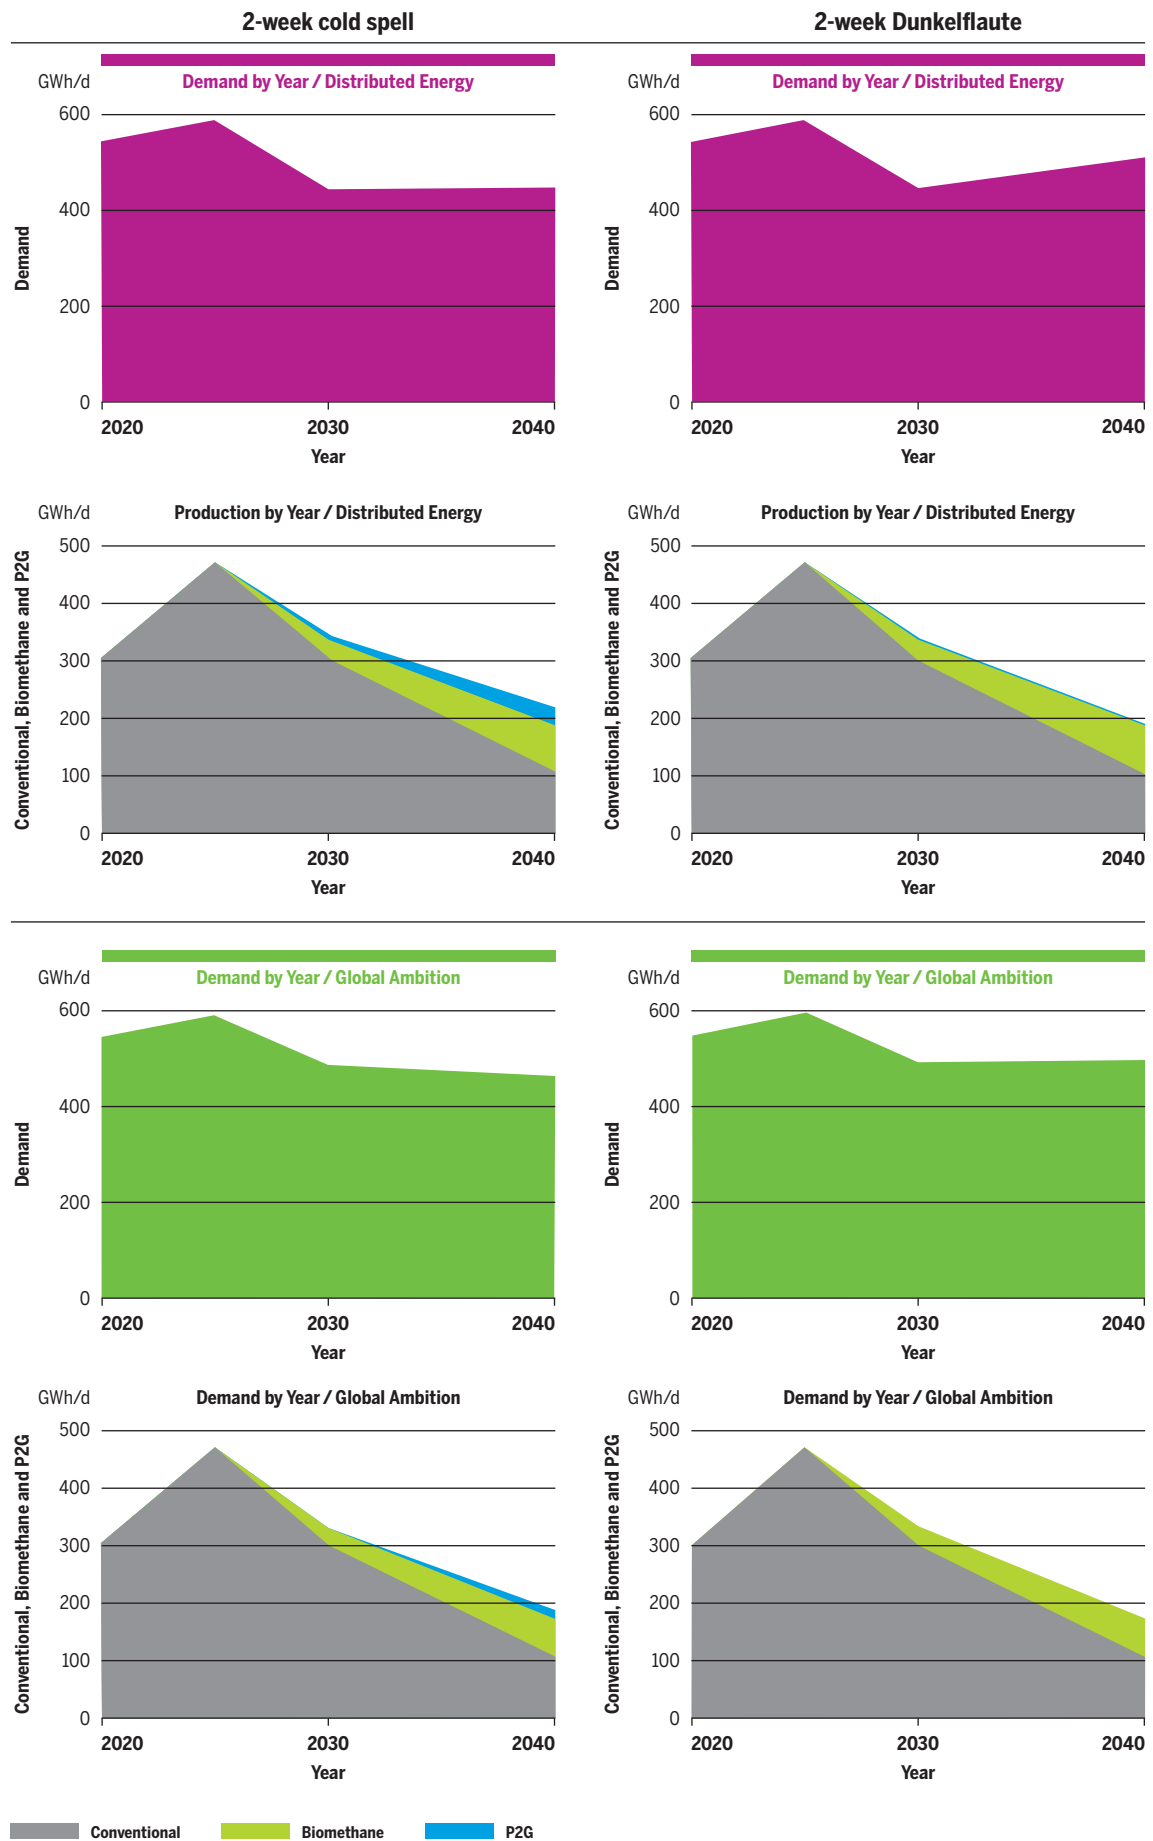 2-week cold spell
2-week Dunkelflaute
GWh/d
Demand by Year / Distributed Energy
600
400
200
0
Demand
2020
2030
2040
Year
GWh/d
Demand by Year / Distributed Energy
600
400
200
0
Demand
2020
2030
2040
Year
GWh/d
Production by Year / Distributed Energy
500
400
300
200
100
0
Conventional, Biomethane and P2G
2020
2030
2040
Year
GWh/d
Production by Year / Distributed Energy
500
400
300
200
100
0
Conventional, Biomethane and P2G
2020
2030
2040
Year
GWh/d
Demand by Year / Global Ambition
600
400
200
0
Demand
2020
2030
2040
Year
GWh/d
Demand by Year / Global Ambition
600
400
200
0
Demand
2020
2030
2040
Year
GWh/d
Demand by Year / Global Ambition
500
400
300
200
100
0
Conventional, Biomethane and P2G
2020
2030
2040
Year
GWh/d
Demand by Year / Global Ambition
500
400
300
200
100
0
Conventional, Biomethane and P2G
2020
2030
2040
Year
Conventional
Biomethane
P2G